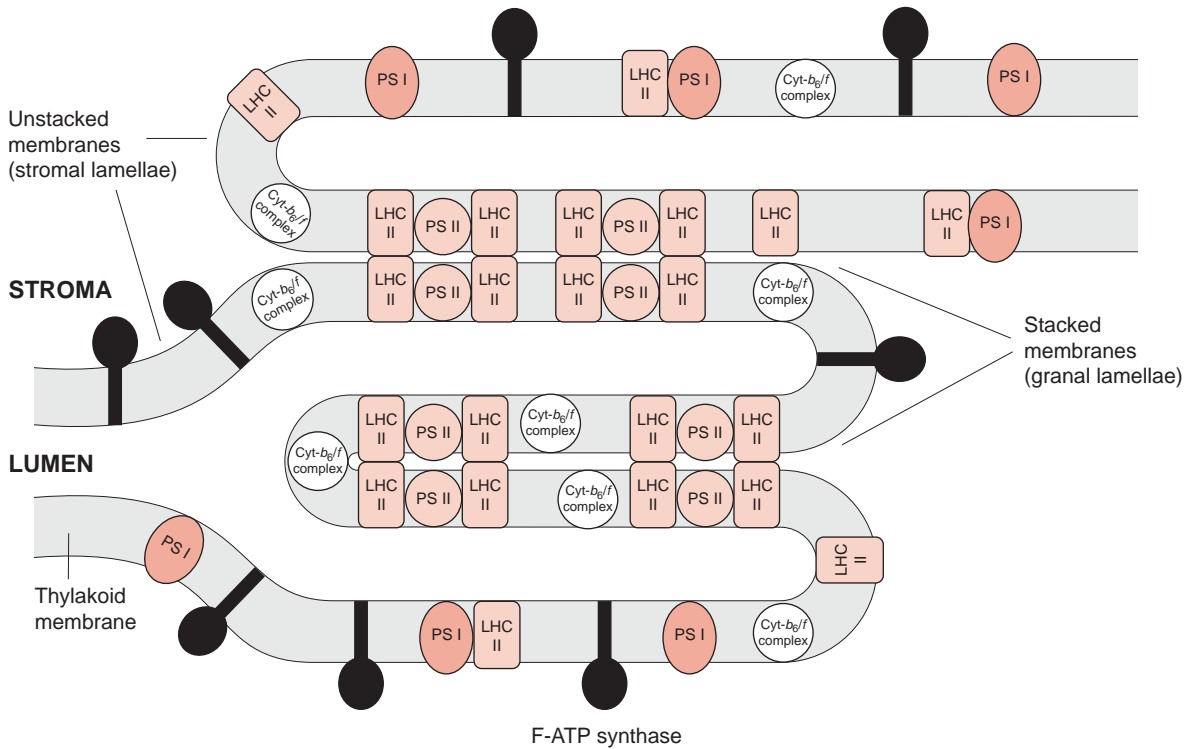 PS I
LHC
II
PS I
Cyt-b6/f
complex
PS I
LHC
II
Unstacked
membranes
(stromal lamellae)
Cyt-b6/f
complex
LHC
II
PS II
LHC
II
LHC
II
PS II
LHC
II
LHC
II
LHC
II
PS I
STROMA
Cyt-b6/f
complex
LHC
II
PS II
LHC
II
LHC
II
PS II
LHC
II
Cyt-b6/f
complex
Stacked
membranes
(granal lamellae)
LHC
II
PS II
LHC
II
Cyt-b6/f
complex
LHC
II
PS II
LHC
II
LUMEN
Cyt-b6/f
complex
LHC
II
PS II
LHC
II
Cyt-b6/f
complex
LHC
II
PS II
LHC
II
PS I
LHC
II
Thylakoid
membrane
PS I
LHC
II
PS I
Cyt-b6/f
complex
F-ATP synthase